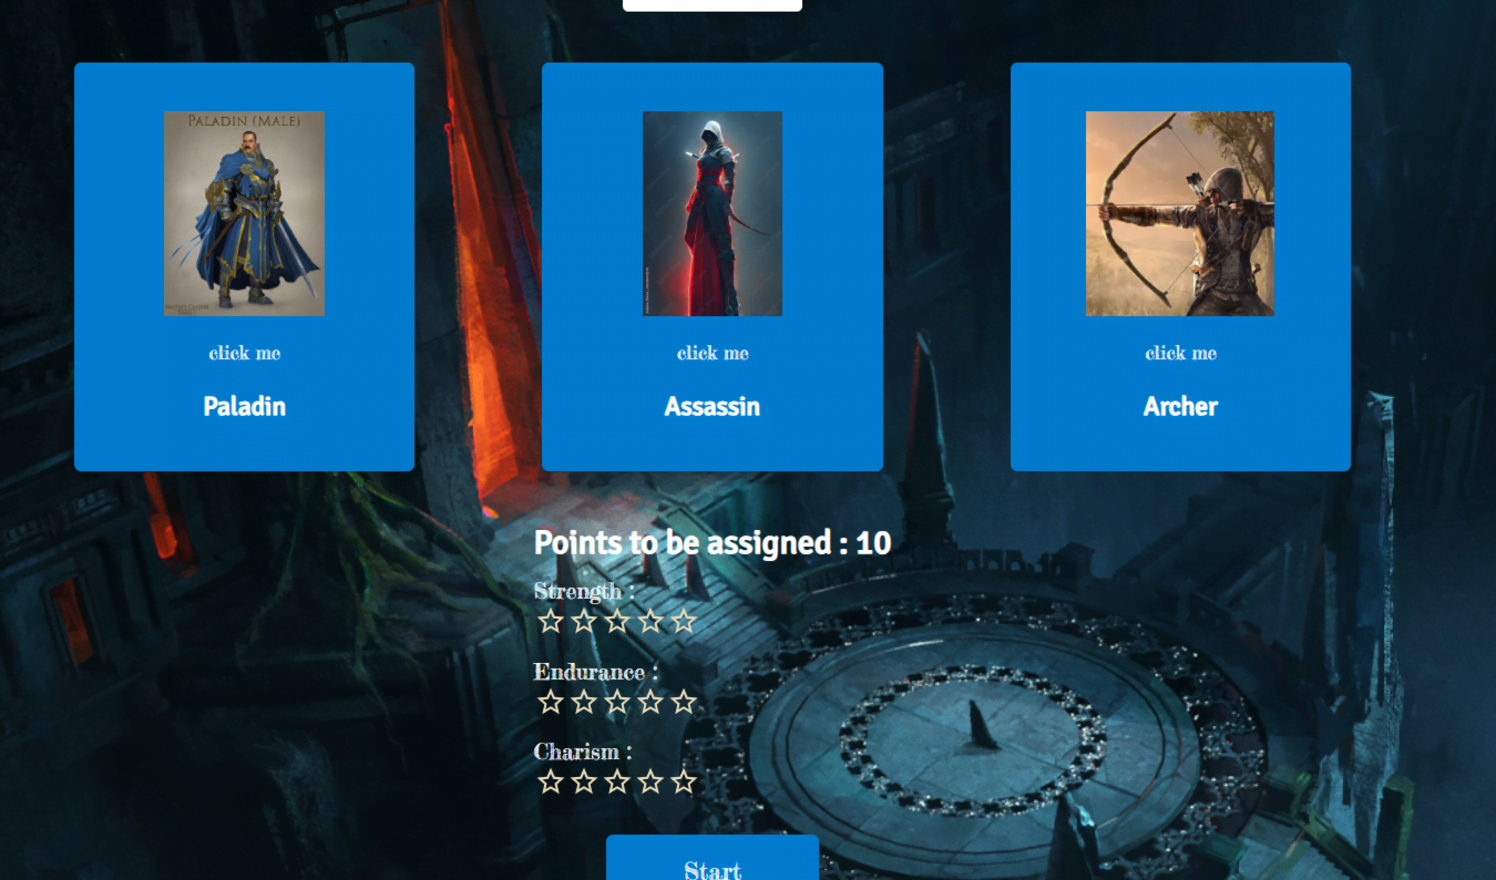 PALADIN (MALE)
click me
Paladin
click me
Assassin
click me
Archer
Points to be assigned : 10
Strength :
Endurance :
Charism :
Start